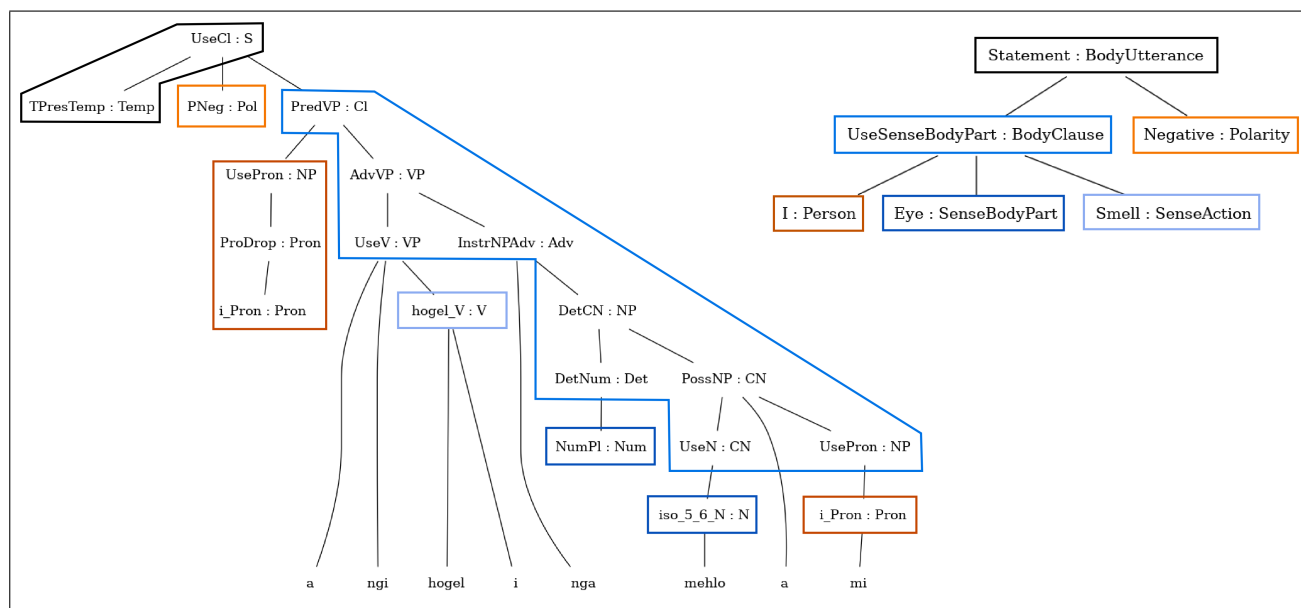 UseCl : S
Statement : BodyUtterance
TPresTemp : Temp PNeg : Pol PredVP : Cl
UseSenseBodyPart : BodyClause Negative : Polarity
UsePron : NP AdvVP : VP
I : Person Eye : SenseBodyPart Smell : SenseAction
ProDrop : Pron UseV : VP InstrNPAdv : Adv
i_Pron : Pron hogel_V : V DetCN : NP
DetNum : Det PossNP : CN
NumPl : Num UseN : CN UsePron : NP
iso_5_6_N : N i_Pron : Pron
a ngi hogel i nga mehlo a mi